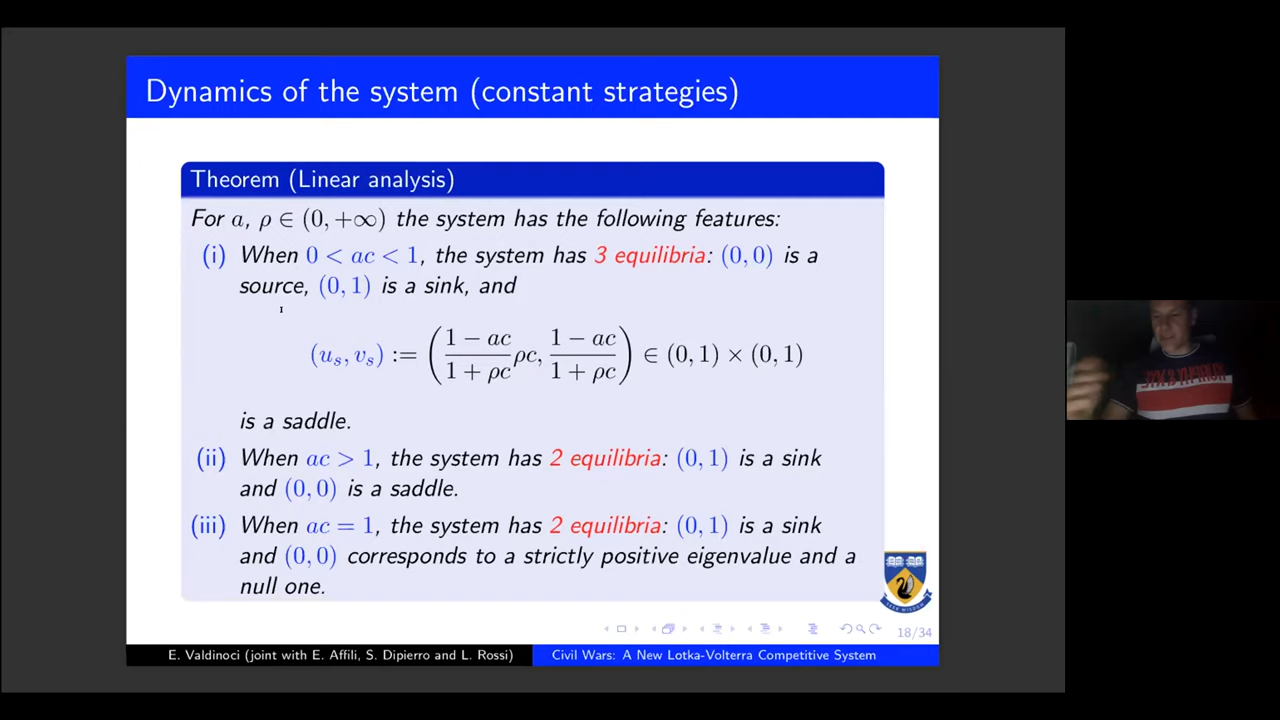 Dynamics of the system (constant strategies)
Theorem (Linear analysis)
For a, ρ ∈ (0, +∞) the system has the following features:
(i) When 0 < ac < 1, the system has 3 equilibria: (0, 0) is a
source, (0, 1) is a sink, and
(u_s, v_s) := ( (1 − ac)/(1 + ρc) ρc, (1 − ac)/(1 + ρc) ) ∈ (0, 1) × (0, 1)
is a saddle.
(ii) When ac > 1, the system has 2 equilibria: (0, 1) is a sink
and (0, 0) is a saddle.
(iii) When ac = 1, the system has 2 equilibria: (0, 1) is a sink
and (0, 0) corresponds to a strictly positive eigenvalue and a
null one.
18/34
E. Valdinoci (joint with E. Affili, S. Dipierro and L. Rossi) Civil Wars: A New Lotka-Volterra Competitive System